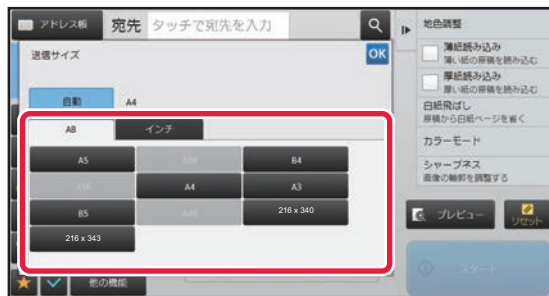 アドレス帳 宛先 タッチで宛先を入力
送信サイズ OK
自動 A4
AB インチ
A5 A5R B4
B5R A4 A3
B5 A4R 216 x 340
216 x 343
他の機能
地色調整
薄紙読み込み
薄い紙の原稿を読み込む
厚紙読み込み
厚い紙の原稿を読み込む
白紙飛ばし
原稿から白紙ページを省く
カラーモード
シャープネス
画像の輪郭を調整する
プレビュー リセット
スタート